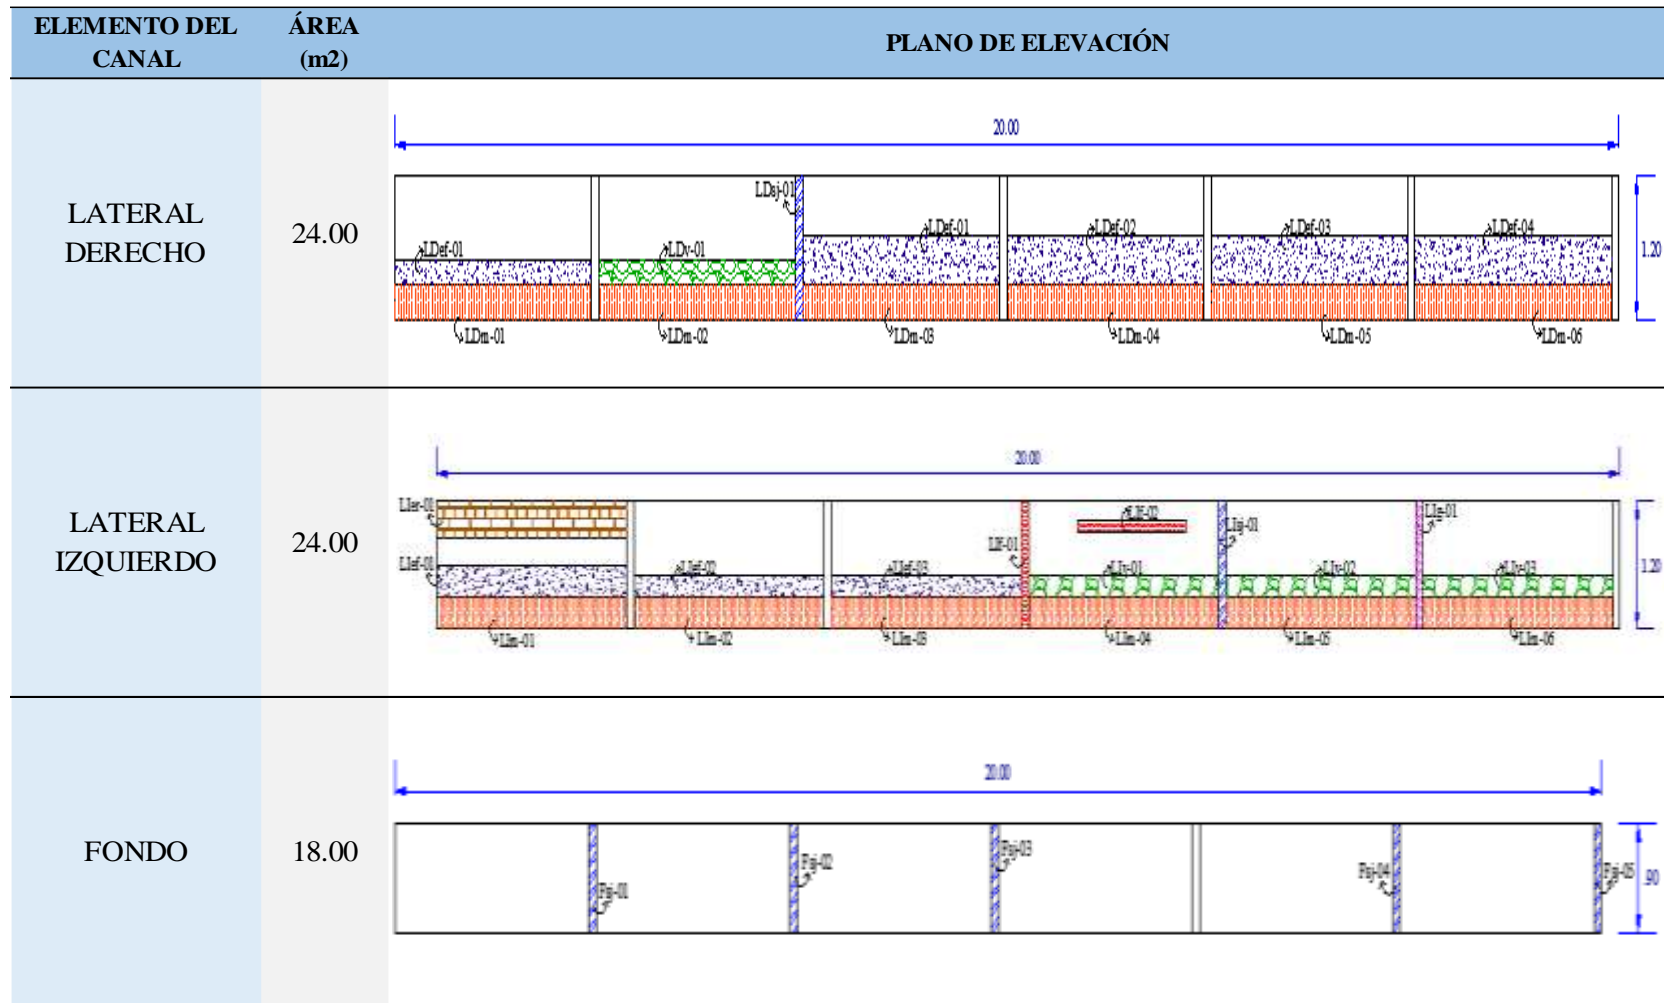 ELEMENTO DEL CANAL
ÁREA (m2)
PLANO DE ELEVACIÓN
LATERAL DERECHO
24.00
20.00
LDsj-01
LDef-01
LDv-01
LDef-01
LDef-02
LDef-03
LDef-04
1.20
LDm-01
LDm-02
LDm-03
LDm-04
LDm-05
LDm-06
LATERAL IZQUIERDO
24.00
20.00
LIer-01
LIef-01
LIef-02
LIef-03
LIf-01
LIf-02
LIv-01
LIsj-01
LIv-02
LIg-01
LIv-03
1.20
LIm-01
LIm-02
LIm-03
LIm-04
LIm-05
LIm-06
FONDO
18.00
20.00
Fsj-01
Fsj-02
Fsj-03
Fsj-04
Fsj-05
.90